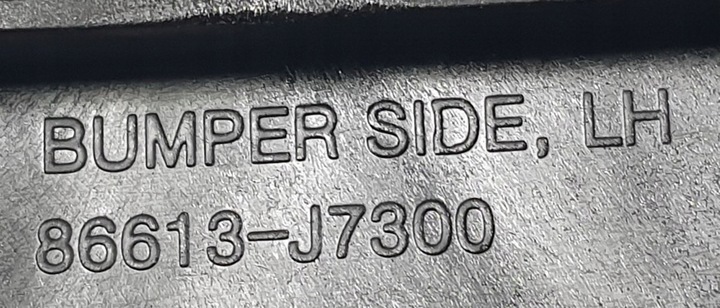 BUMPER SIDE, LH
86613-J7300